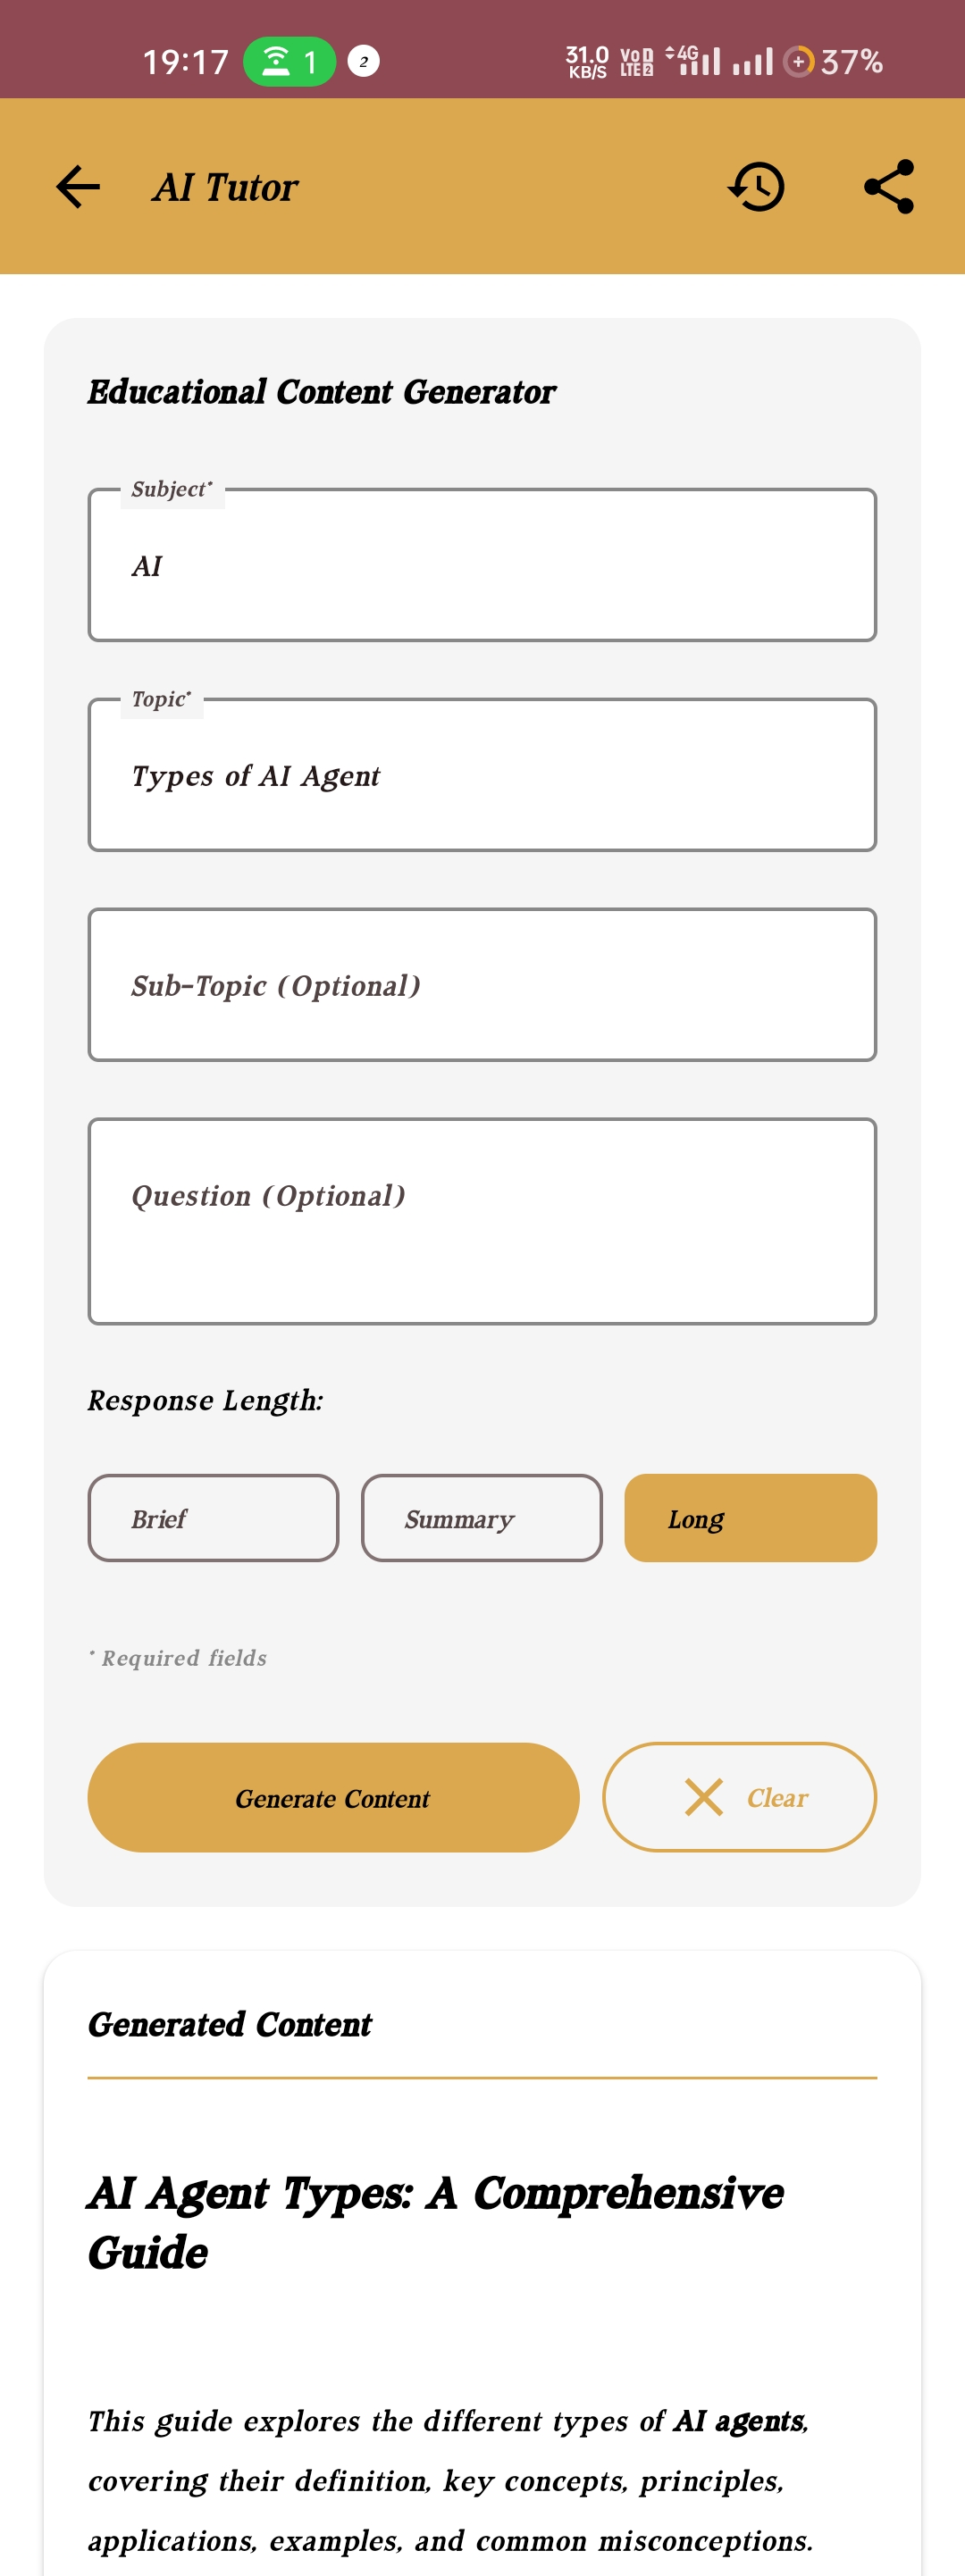 19:17 1 2 31.0 KB/S Vo LTE 2 4G 37%
AI Tutor
Educational Content Generator
Subject*
AI
Topic*
Types of AI Agent
Sub-Topic (Optional)
Question (Optional)
Response Length:
Brief Summary Long
* Required fields
Generate Content Clear
Generated Content
AI Agent Types: A Comprehensive
Guide
This guide explores the different types of AI agents,
covering their definition, key concepts, principles,
applications, examples, and common misconceptions.